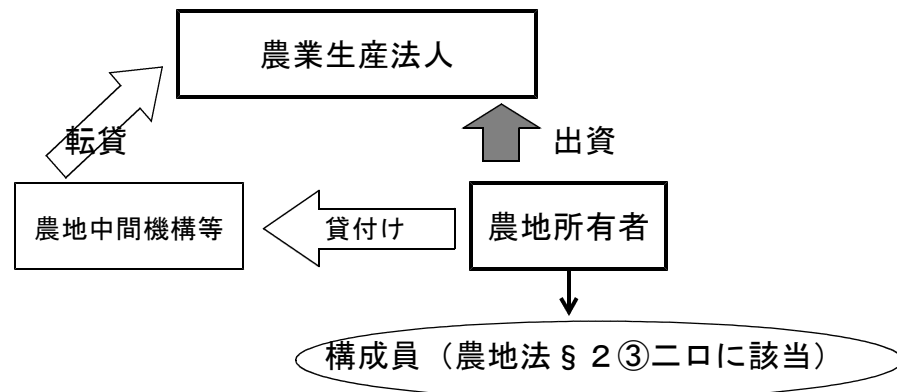 農業生産法人
転貸
出資
農地中間機構等
貸付け
農地所有者
構成員（農地法§２③二ロに該当）